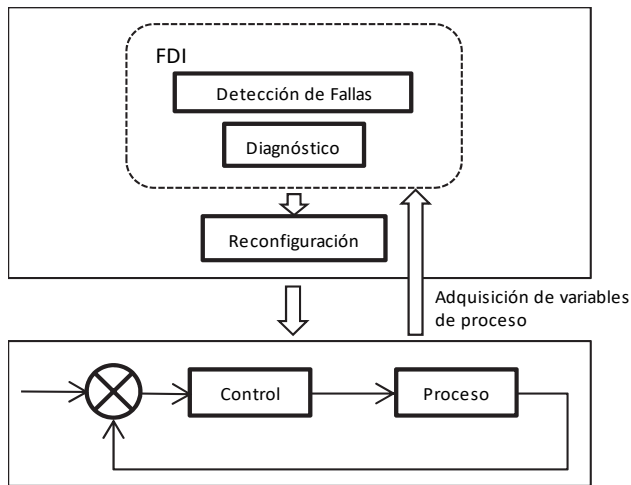 FDI
Detección de Fallas
Diagnóstico
Reconfiguración
Adquisición de variables
de proceso
Control
Proceso